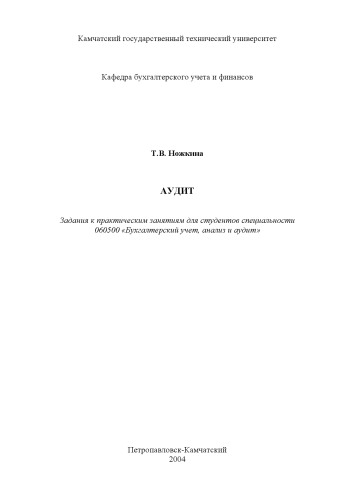 Камчатский государственный технический университет
Кафедра бухгалтерского учета и финансов
Т.В. Ножкина
АУДИТ
Задания к практическим занятиям для студентов специальности
060500 «Бухгалтерский учет, анализ и аудит»
Петропавловск-Камчатский
2004